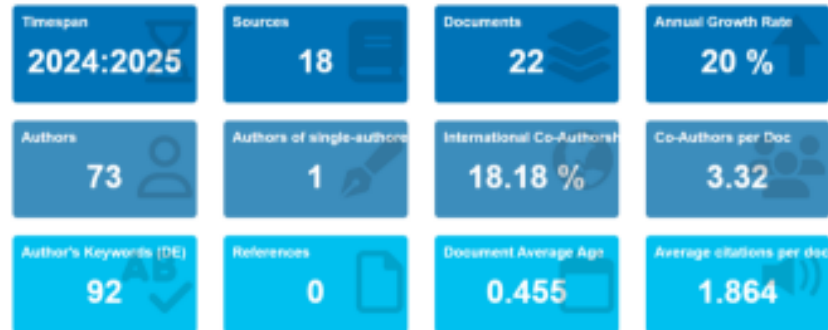 Timespan
2024:2025
Sources
18
Documents
22
Annual Growth Rate
20 %
Authors
73
Authors of single-authore
1
International Co-Authorsh
18.18 %
Co-Authors per Doc
3.32
Author's Keywords (DE)
92
References
0
Document Average Age
0.455
Average citations per doc
1.864